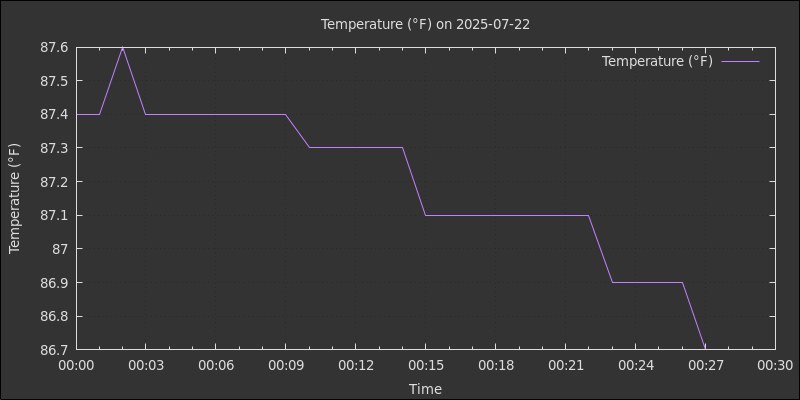 Temperature (°F) on 2025-07-22
Temperature (°F)
87.6
87.5
87.4
87.3
87.2
87.1
87
86.9
86.8
86.7
Temperature (°F)
00:00 00:03 00:06 00:09 00:12 00:15 00:18 00:21 00:24 00:27 00:30
Time